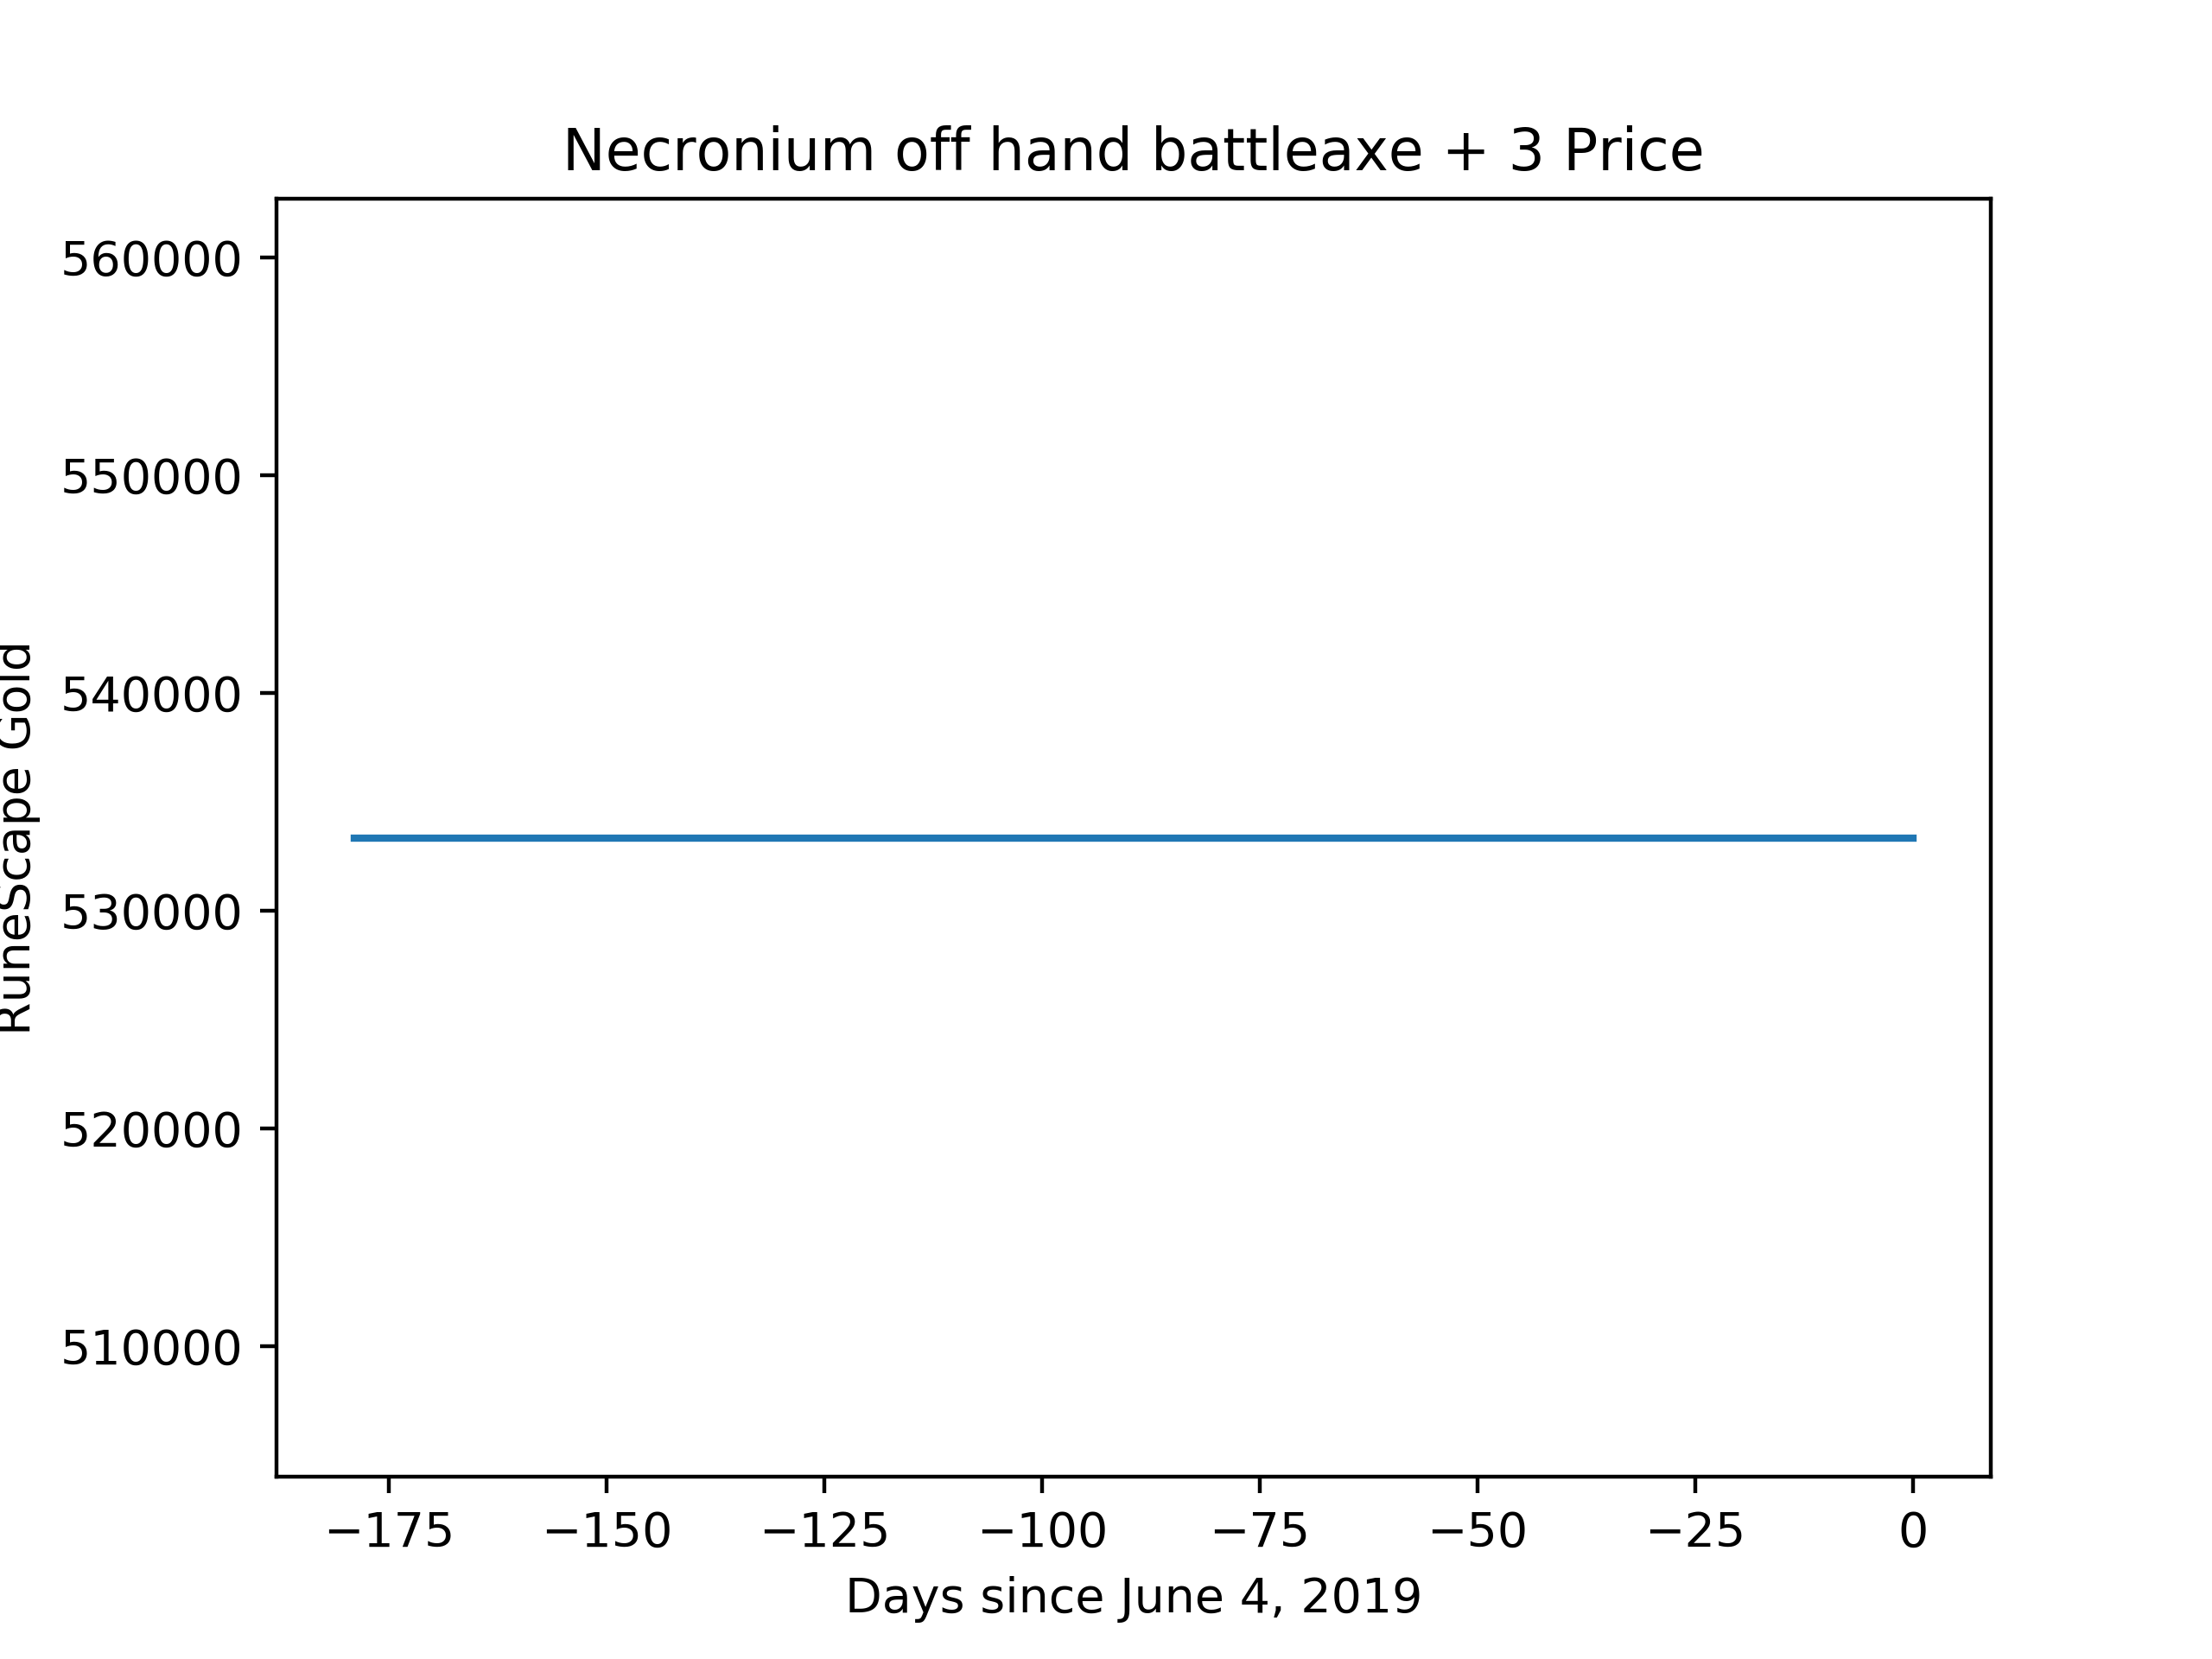 Necronium off hand battleaxe + 3 Price
560000
550000
540000
530000
520000
510000
RuneScape Gold
−175 −150 −125 −100 −75 −50 −25 0
Days since June 4, 2019